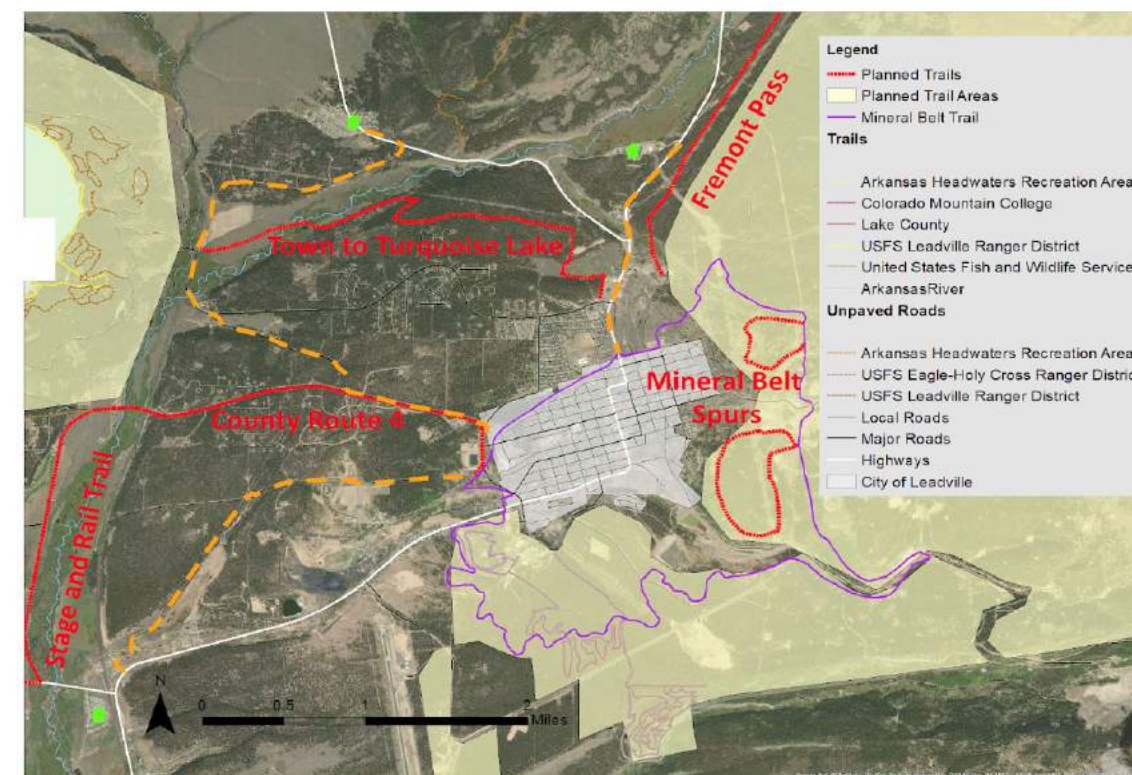 Legend
Planned Trails
Planned Trail Areas
Mineral Belt Trail
Trails
Arkansas Headwaters Recreation Area
Colorado Mountain College
Lake County
USFS Leadville Ranger District
United States Fish and Wildlife Service
ArkansasRiver
Unpaved Roads
Arkansas Headwaters Recreation Area
USFS Eagle-Holy Cross Ranger District
USFS Leadville Ranger District
Local Roads
Major Roads
Highways
City of Leadville
Fremont Pass
Town to Turquoise Lake
Mineral Belt
Spurs
County Route 4
Stage and Rail Trail
N
0 0.5 1 2
Miles